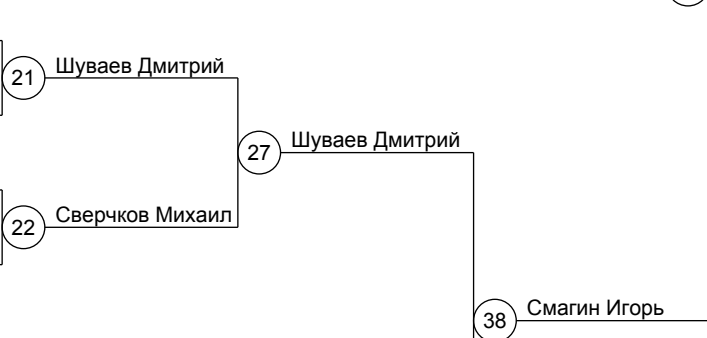 21 Шуваев Дмитрий
27 Шуваев Дмитрий
22 Сверчков Михаил
38 Смагин Игорь